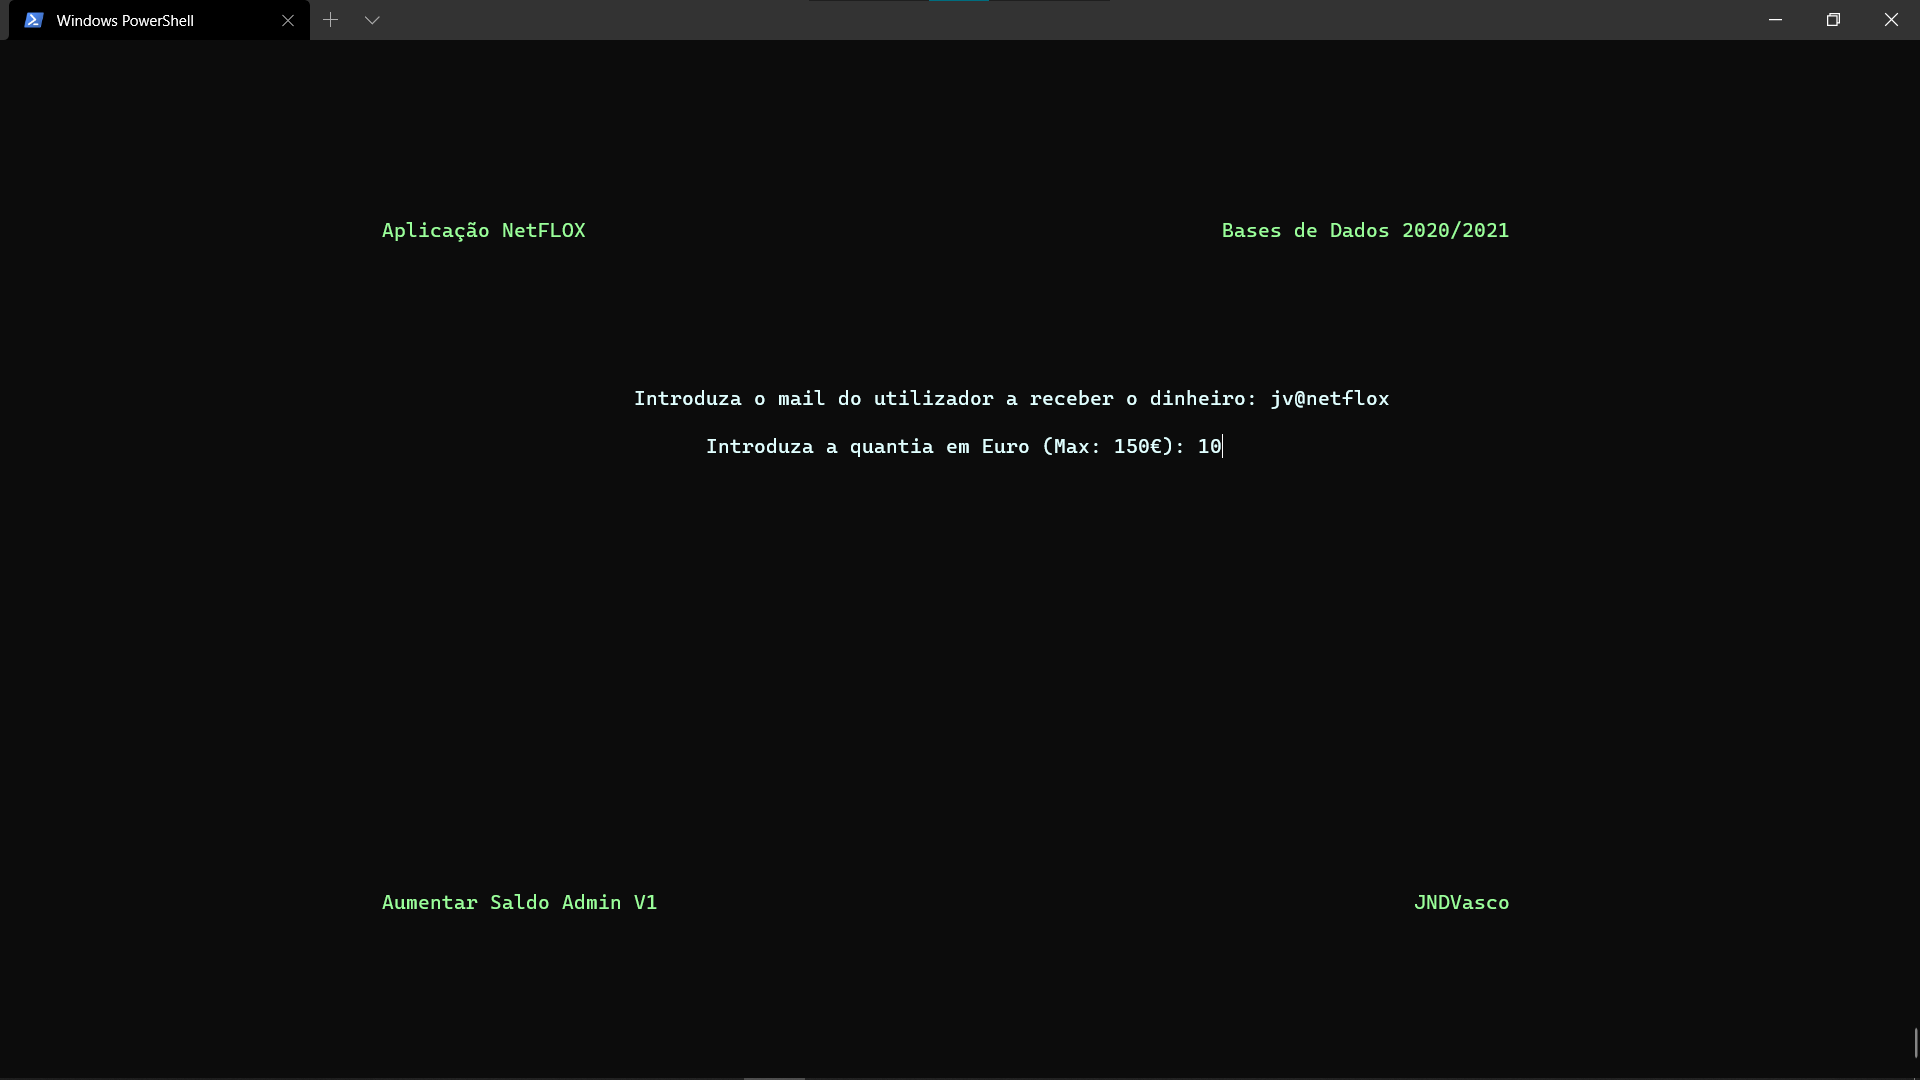 Windows PowerShell
Aplicação NetFLOX
Bases de Dados 2020/2021
Introduza o mail do utilizador a receber o dinheiro: jv@netflox
Introduza a quantia em Euro (Max: 150€): 10
Aumentar Saldo Admin V1
JNDVasco